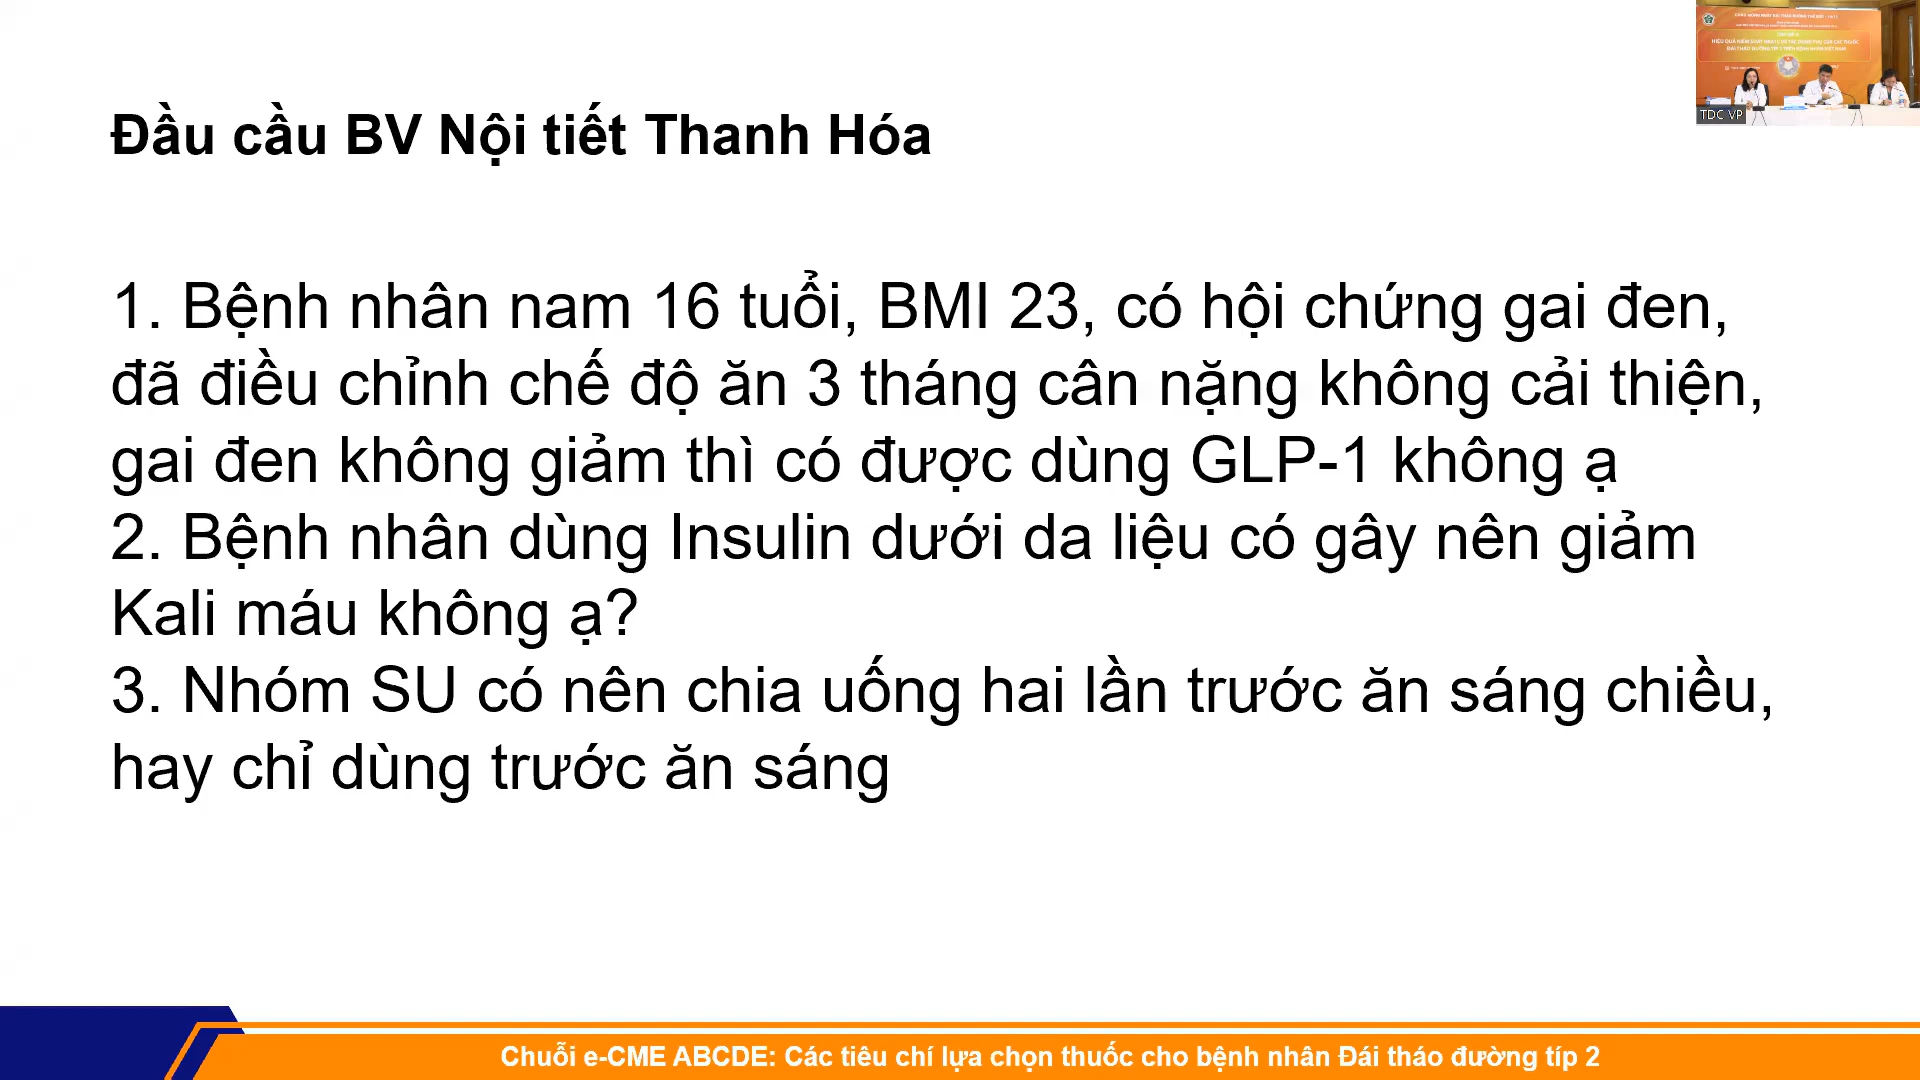 Đầu cầu BV Nội tiết Thanh Hóa
1. Bệnh nhân nam 16 tuổi, BMI 23, có hội chứng gai đen,
đã điều chỉnh chế độ ăn 3 tháng cân nặng không cải thiện,
gai đen không giảm thì có được dùng GLP-1 không ạ
2. Bệnh nhân dùng Insulin dưới da liệu có gây nên giảm
Kali máu không ạ?
3. Nhóm SU có nên chia uống hai lần trước ăn sáng chiều,
hay chỉ dùng trước ăn sáng
TDC VP
Chuỗi e-CME ABCDE: Các tiêu chí lựa chọn thuốc cho bệnh nhân Đái tháo đường típ 2